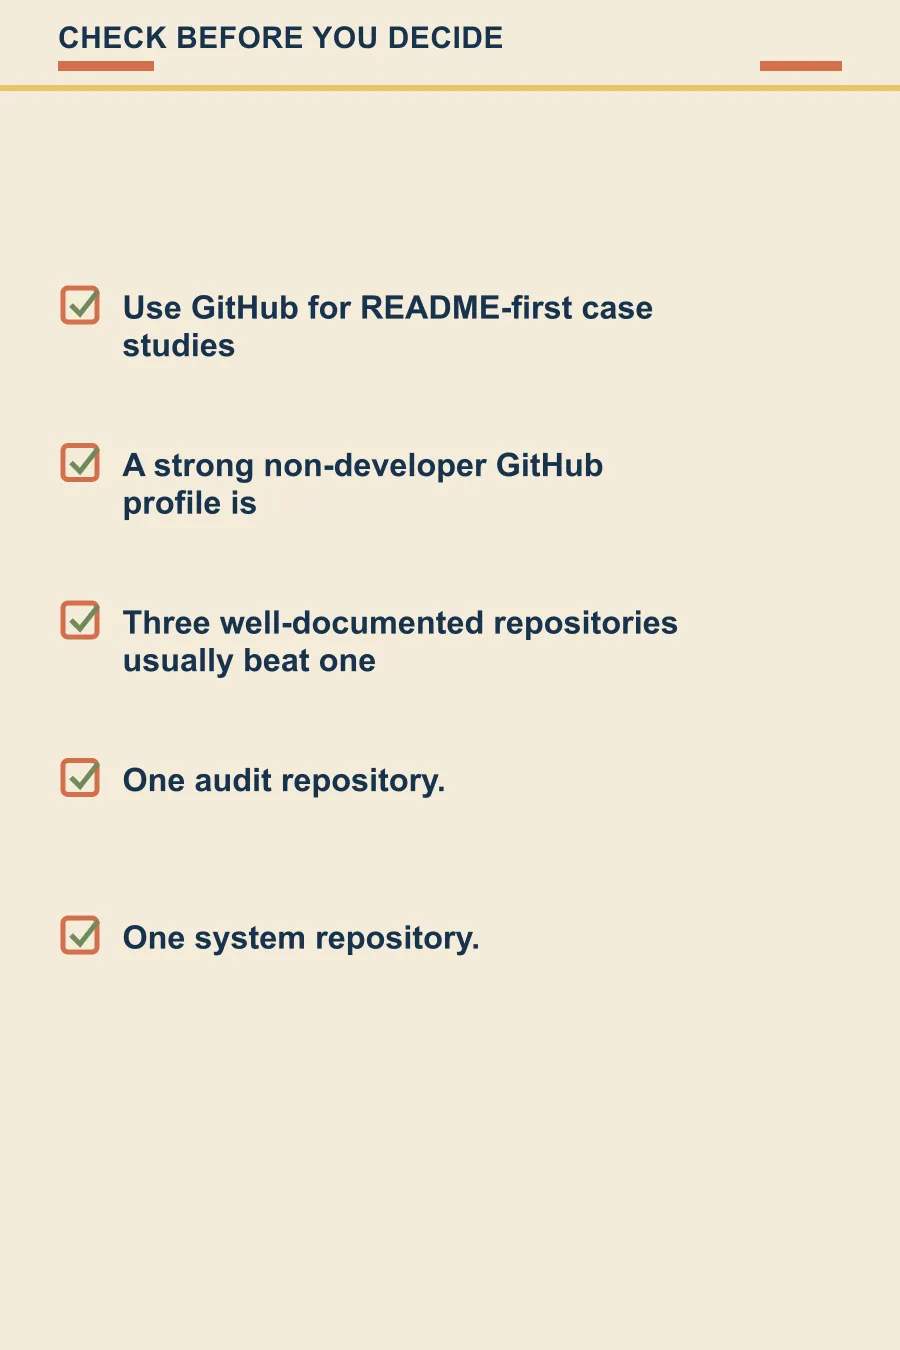 CHECK BEFORE YOU DECIDE
Use GitHub for README-first case
studies
A strong non-developer GitHub
profile is
Three well-documented repositories
usually beat one
One audit repository.
One system repository.